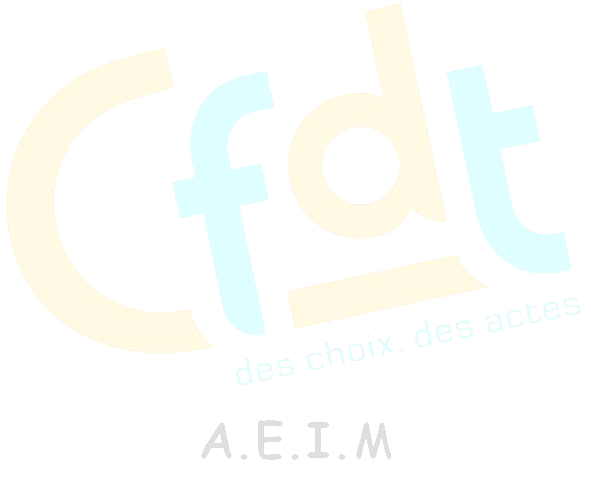 Cfdt
des choix. des actes
A.E.I.M